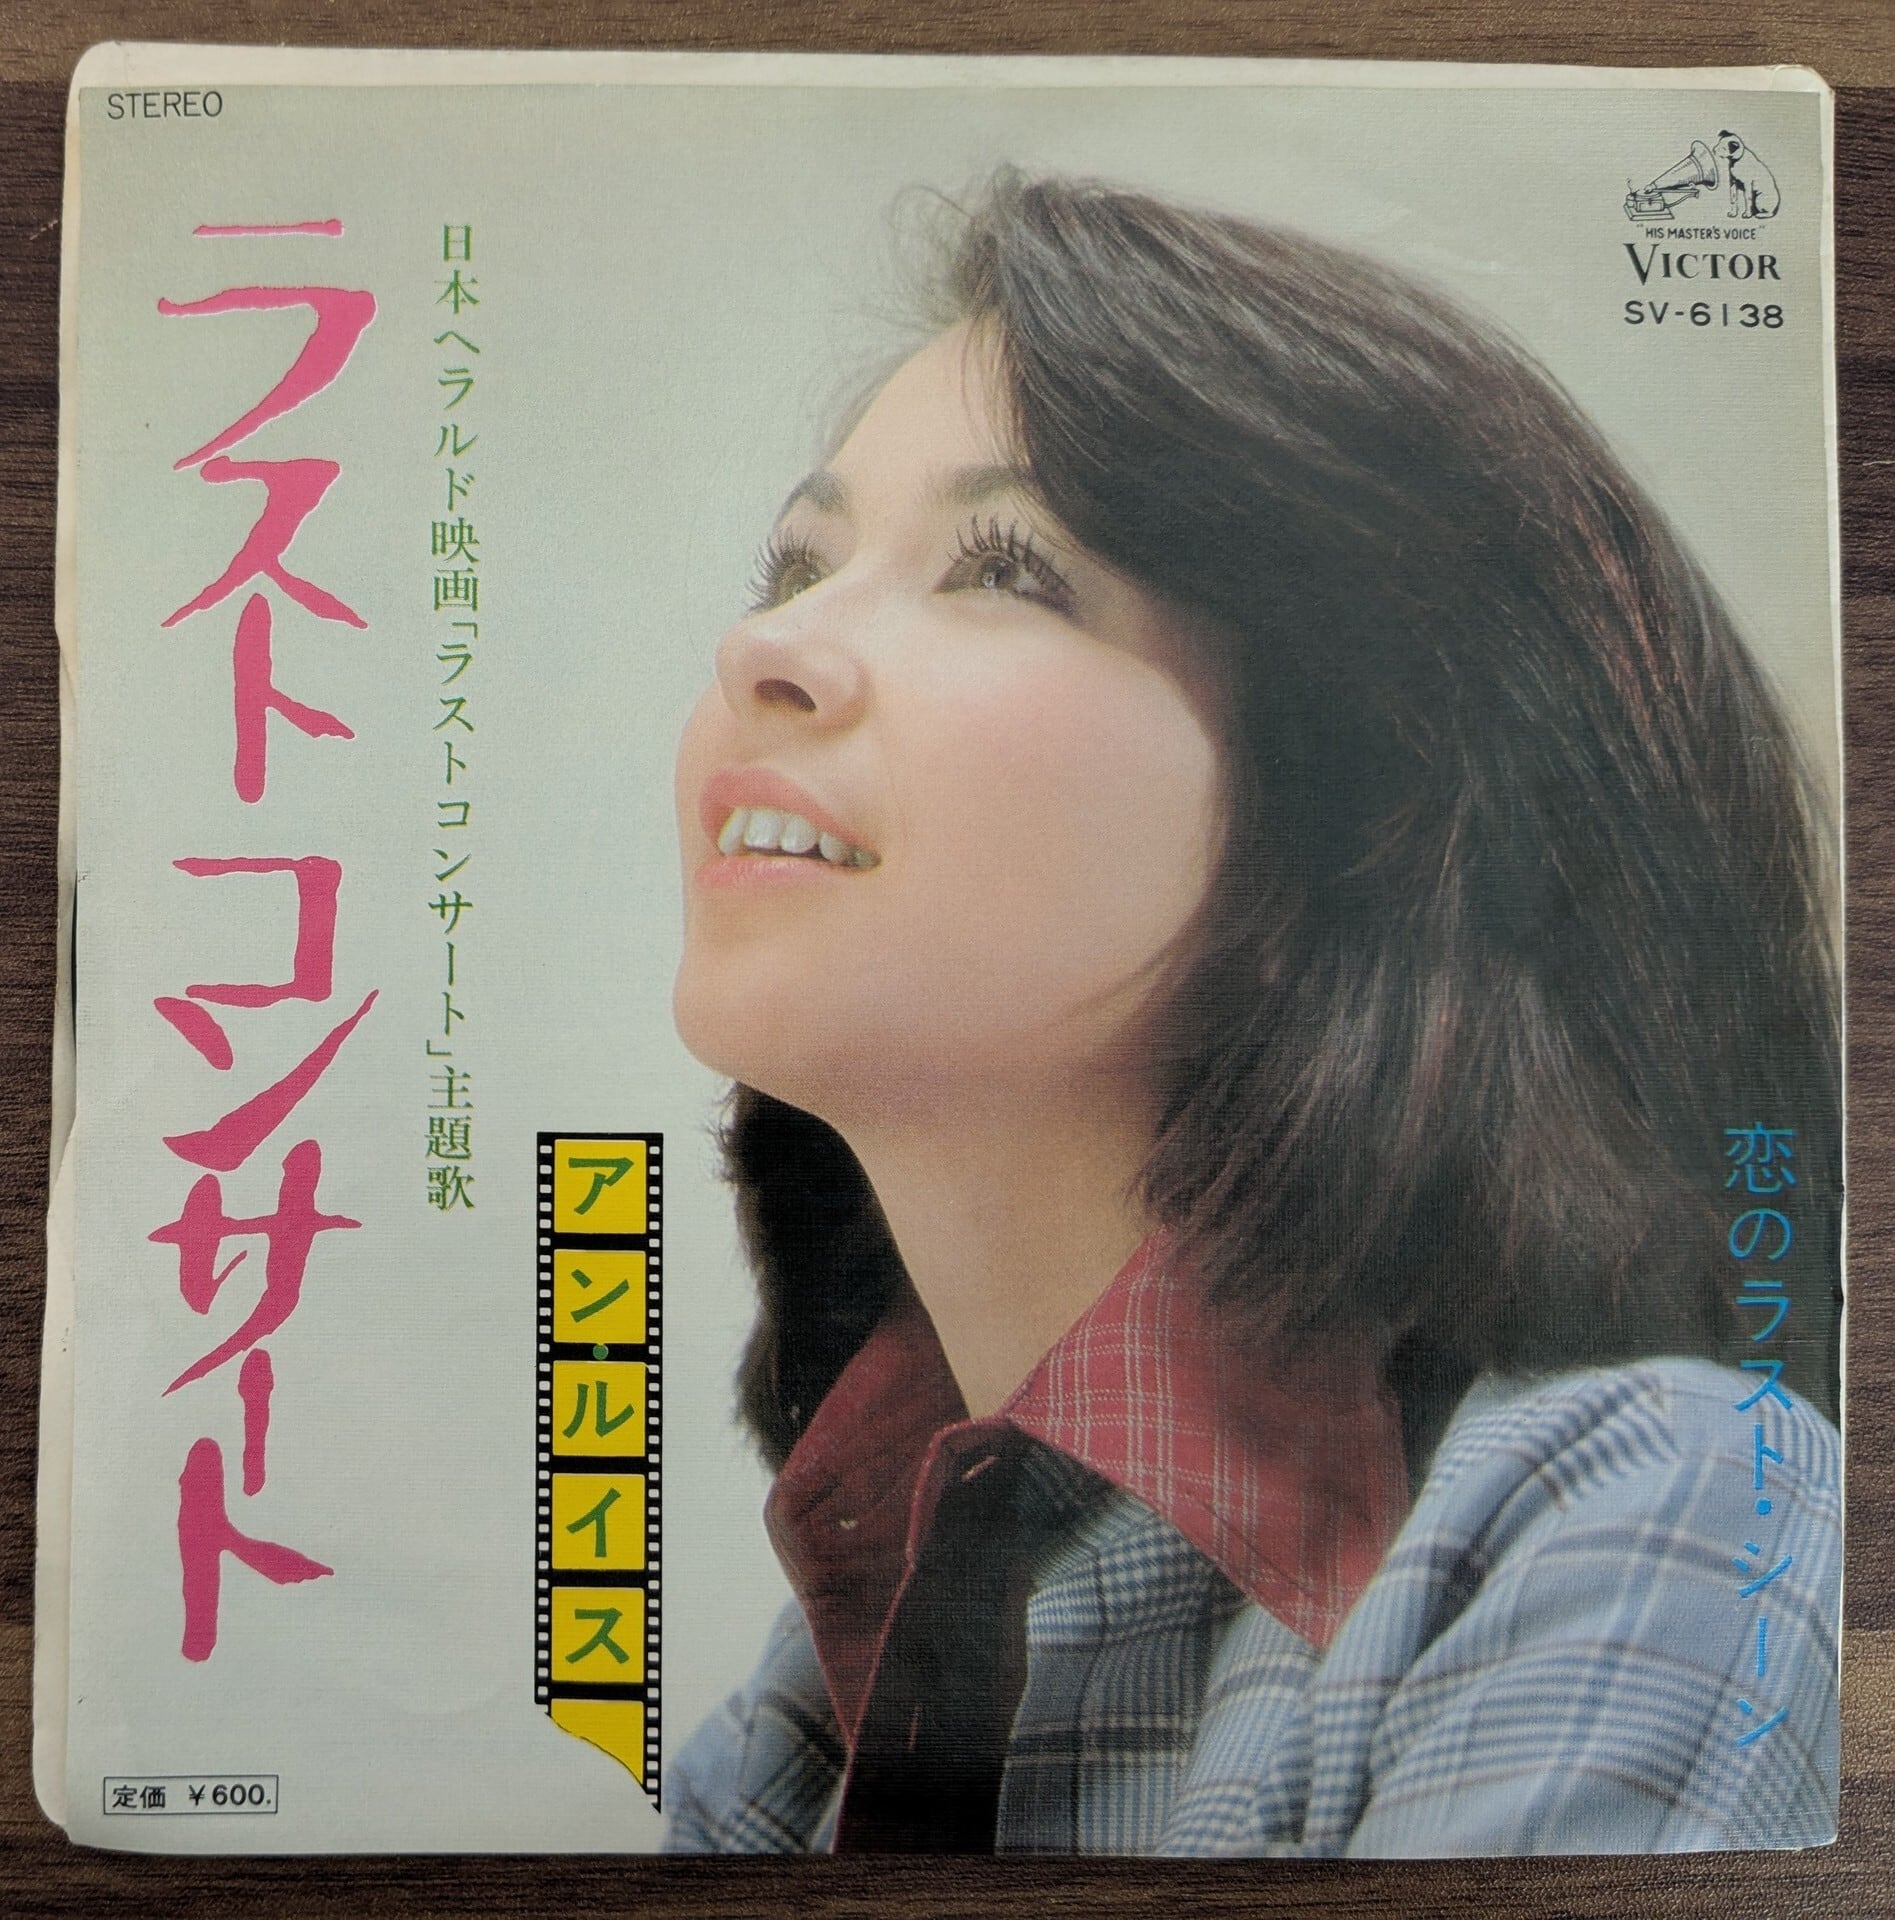 STEREO
"HIS MASTER'S VOICE"
VICTOR
SV-6138
ラストコンサート
日本ヘラルド映画「ラストコンサート」主題歌
アン・ルイス
恋のラスト・シーン
定価 ¥600.